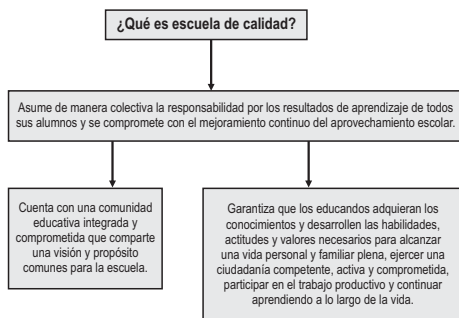 ¿Qué es escuela de calidad?
Asume de manera colectiva la responsabilidad por los resultados de aprendizaje de todos
sus alumnos y se compromete con el mejoramiento continuo del aprovechamiento escolar.
Cuenta con una comunidad
educativa integrada y
comprometida que comparte
una visión y propósito
comunes para la escuela.
Garantiza que los educandos adquieran los
conocimientos y desarrollen las habilidades,
actitudes y valores necesarios para alcanzar
una vida personal y familiar plena, ejercer una
ciudadanía competente, activa y comprometida,
participar en el trabajo productivo y continuar
aprendiendo a lo largo de la vida.